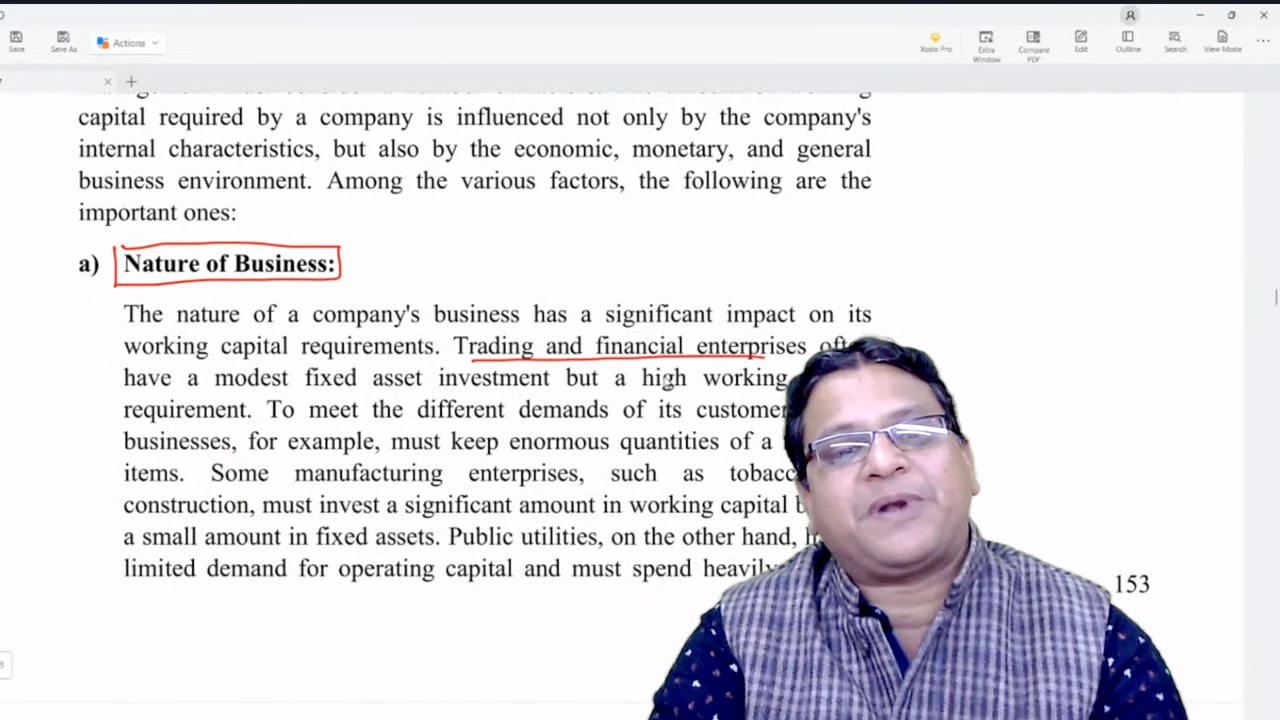 Save
Save As
Actions
Xodo Pro
Extra Window
Compare PDF
Edit
Outline
Search
View Mode
capital required by a company is influenced not only by the company's
internal characteristics, but also by the economic, monetary, and general
business environment. Among the various factors, the following are the
important ones:
a) Nature of Business:
The nature of a company's business has a significant impact on its
working capital requirements. Trading and financial enterprises
have a modest fixed asset investment but a high working
requirement. To meet the different demands of its
businesses, for example, must keep enormous quantities of a
items. Some manufacturing enterprises, such as
construction, must invest a significant amount in working capital
a small amount in fixed assets. Public utilities, on the other hand,
limited demand for operating capital and must spend
153